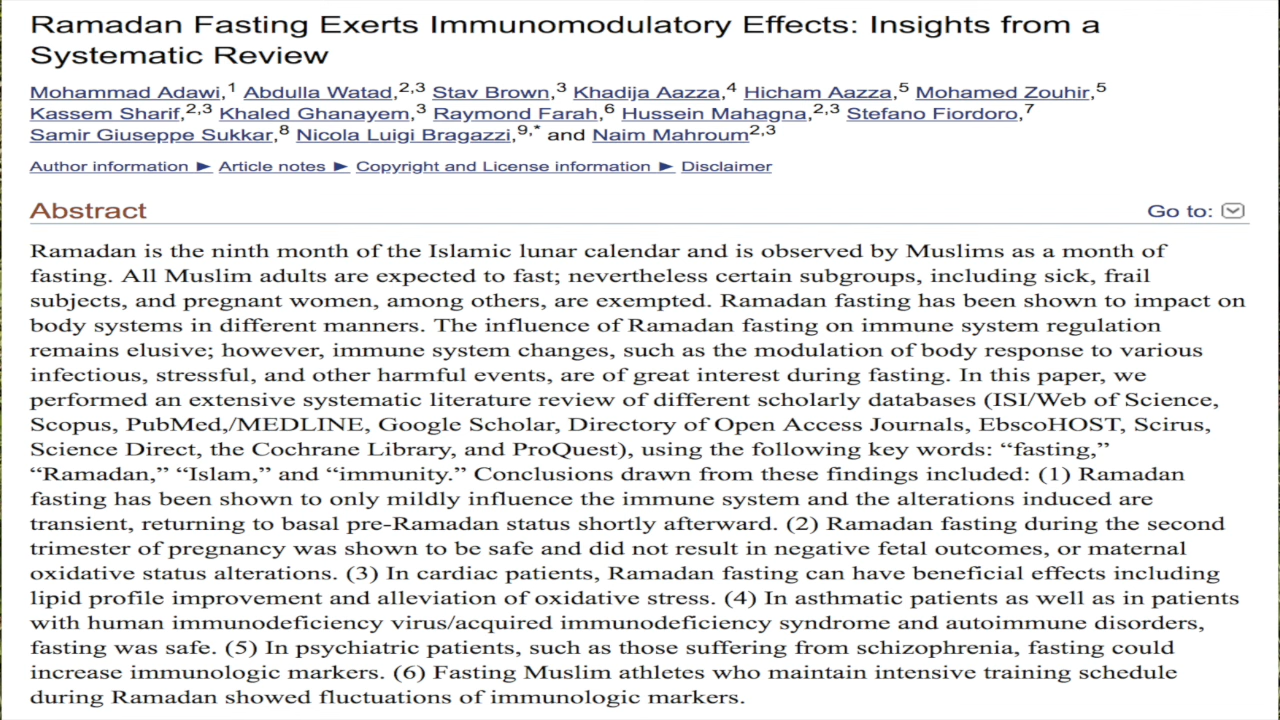 Ramadan Fasting Exerts Immunomodulatory Effects: Insights from a
Systematic Review
Mohammad Adawi,1 Abdulla Watad,2,3 Stav Brown,3 Khadija Aazza,4 Hicham Aazza,5 Mohamed Zouhir,5
Kassem Sharif,2,3 Khaled Ghanayem,3 Raymond Farah,6 Hussein Mahagna,2,3 Stefano Fiordoro,7
Samir Giuseppe Sukkar,8 Nicola Luigi Bragazzi,9,* and Naim Mahroum2,3
Author information ► Article notes ► Copyright and License information ► Disclaimer
Abstract Go to:
Ramadan is the ninth month of the Islamic lunar calendar and is observed by Muslims as a month of
fasting. All Muslim adults are expected to fast; nevertheless certain subgroups, including sick, frail
subjects, and pregnant women, among others, are exempted. Ramadan fasting has been shown to impact on
body systems in different manners. The influence of Ramadan fasting on immune system regulation
remains elusive; however, immune system changes, such as the modulation of body response to various
infectious, stressful, and other harmful events, are of great interest during fasting. In this paper, we
performed an extensive systematic literature review of different scholarly databases (ISI/Web of Science,
Scopus, PubMed,/MEDLINE, Google Scholar, Directory of Open Access Journals, EbscoHOST, Scirus,
Science Direct, the Cochrane Library, and ProQuest), using the following key words: “fasting,”
“Ramadan,” “Islam,” and “immunity.” Conclusions drawn from these findings included: (1) Ramadan
fasting has been shown to only mildly influence the immune system and the alterations induced are
transient, returning to basal pre-Ramadan status shortly afterward. (2) Ramadan fasting during the second
trimester of pregnancy was shown to be safe and did not result in negative fetal outcomes, or maternal
oxidative status alterations. (3) In cardiac patients, Ramadan fasting can have beneficial effects including
lipid profile improvement and alleviation of oxidative stress. (4) In asthmatic patients as well as in patients
with human immunodeficiency virus/acquired immunodeficiency syndrome and autoimmune disorders,
fasting was safe. (5) In psychiatric patients, such as those suffering from schizophrenia, fasting could
increase immunologic markers. (6) Fasting Muslim athletes who maintain intensive training schedule
during Ramadan showed fluctuations of immunologic markers.